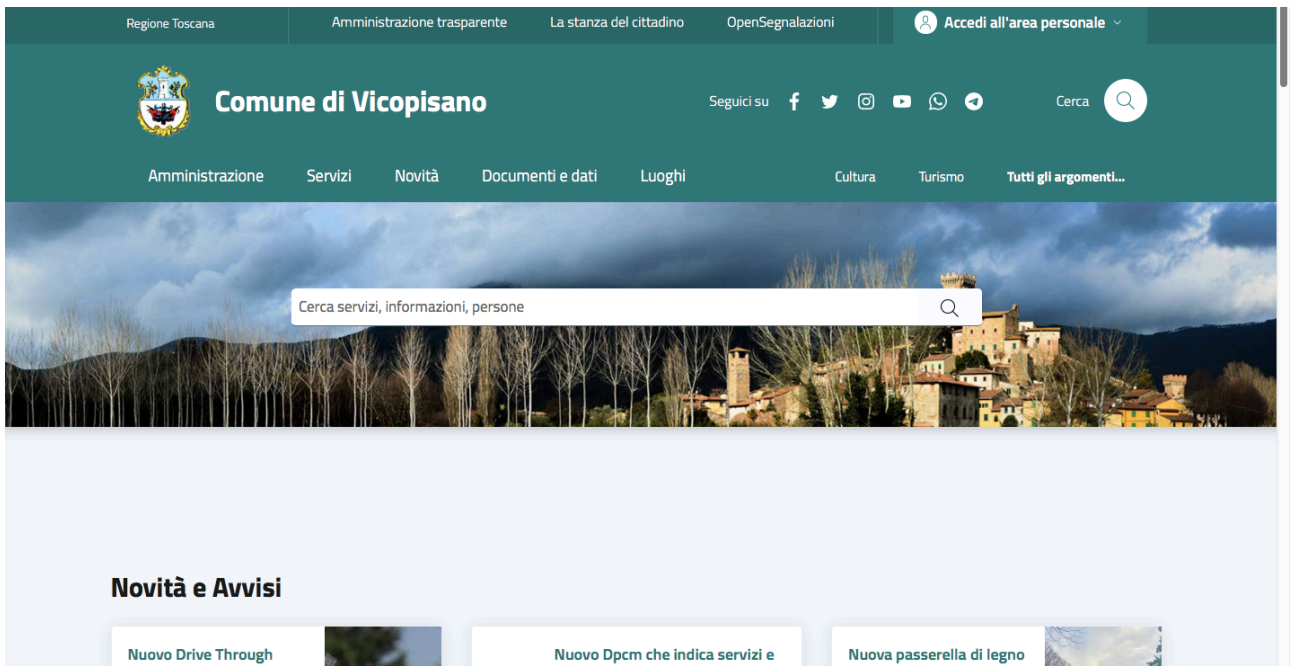 Regione Toscana
Amministrazione trasparente
La stanza del cittadino
OpenSegnalazioni
Accedi all'area personale
Comune di Vicopisano
Seguici su
Cerca
Amministrazione
Servizi
Novità
Documenti e dati
Luoghi
Cultura
Turismo
Tutti gli argomenti...
Cerca servizi, informazioni, persone
Novità e Avvisi
Nuovo Drive Through
Nuovo Dpcm che indica servizi e
Nuova passerella di legno